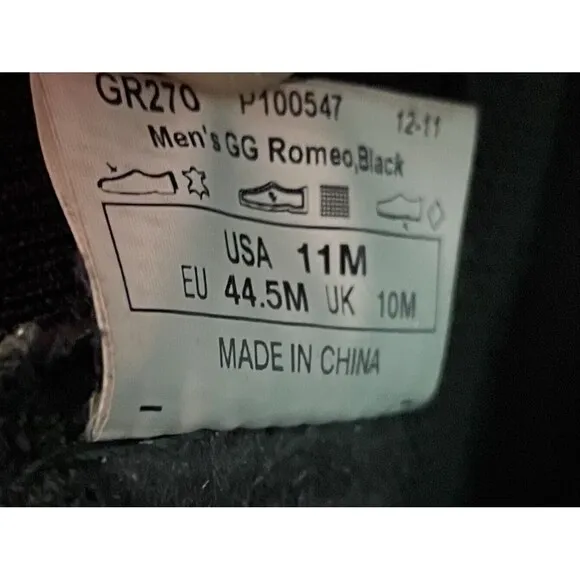 GR270 P100547 12-11
Men's GG Romeo,Black
USA 11M
EU 44.5M UK 10M
MADE IN CHINA